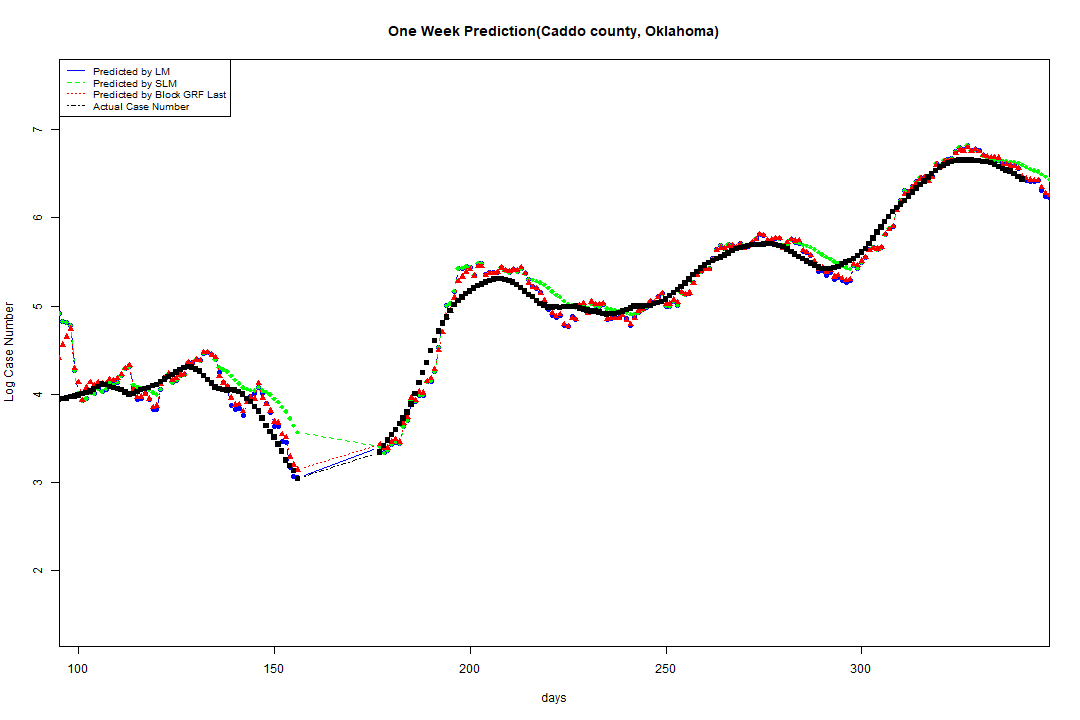 One Week Prediction(Caddo county, Oklahoma)
Predicted by LM
Predicted by SLM
Predicted by Block GRF Last
Actual Case Number
Log Case Number
7
6
5
4
3
2
100 150 200 250 300
days